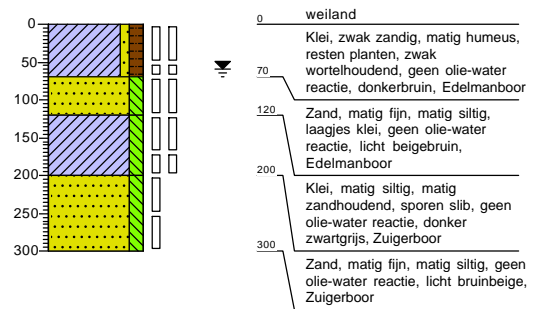 0
50
100
150
200
250
300
0
weiland
Klei, zwak zandig, matig humeus,
resten planten, zwak
wortelhoudend, geen olie-water
reactie, donkerbruin, Edelmanboor
70
Zand, matig fijn, matig siltig,
laagjes klei, geen olie-water
reactie, licht beigebruin,
Edelmanboor
120
Klei, matig siltig, matig
zandhoudend, sporen slib, geen
olie-water reactie, donker
zwartgrijs, Zuigerboor
200
Zand, matig fijn, matig siltig, geen
olie-water reactie, licht bruinbeige,
Zuigerboor
300